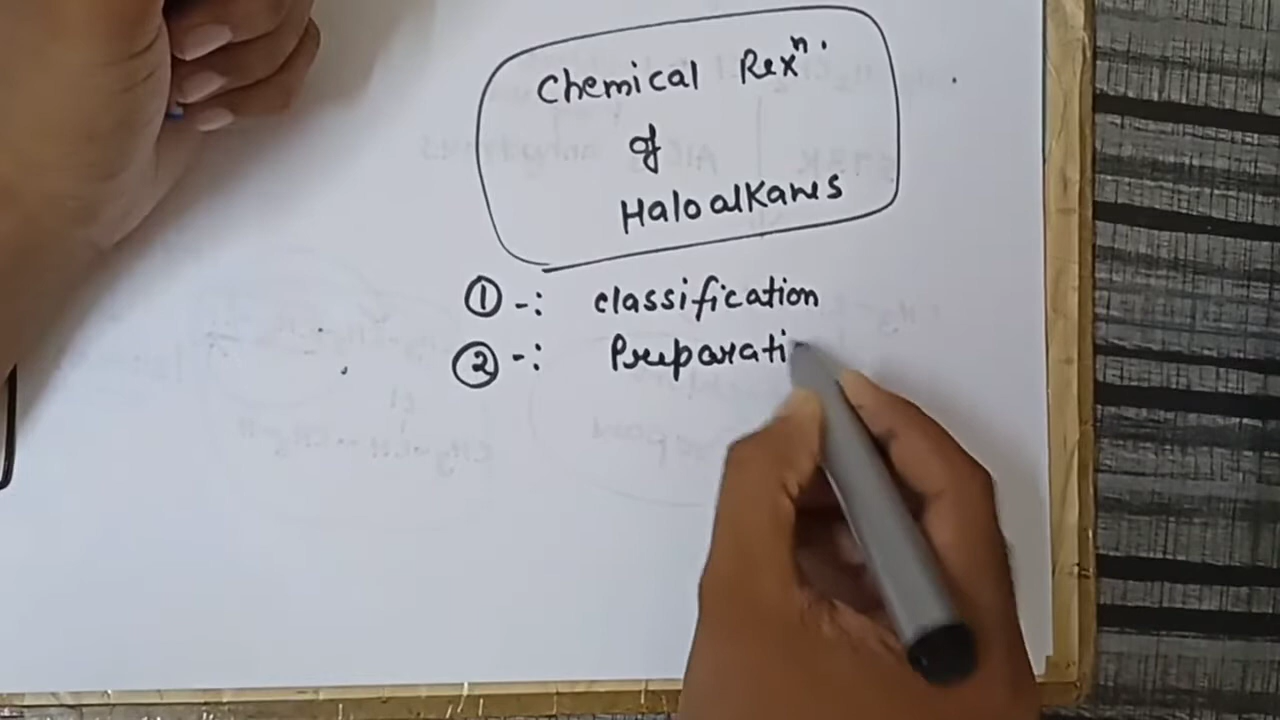 Chemical Rexⁿ.
of
Haloalkanes
① -: classification
② -: Preparati